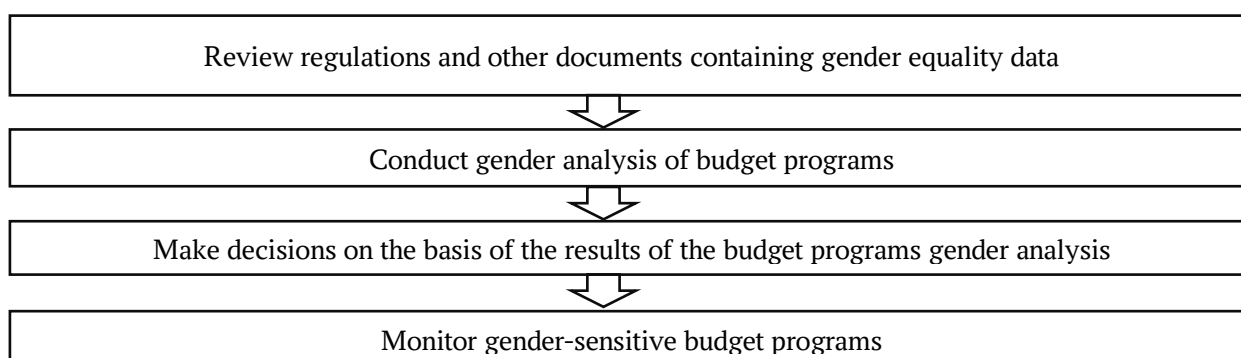 Review regulations and other documents containing gender equality data
Conduct gender analysis of budget programs
Make decisions on the basis of the results of the budget programs gender analysis
Monitor gender-sensitive budget programs